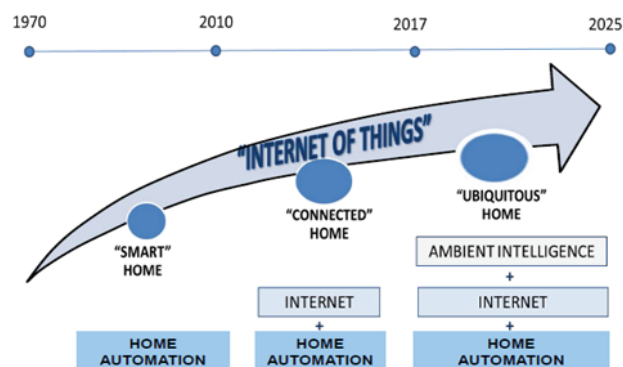 1970 2010 2017 2025
"INTERNET OF THINGS"
"SMART"
HOME
"CONNECTED"
HOME
"UBIQUITOUS"
HOME
AMBIENT INTELLIGENCE
+
INTERNET
INTERNET
+
+
HOME
AUTOMATION
HOME
AUTOMATION
HOME
AUTOMATION